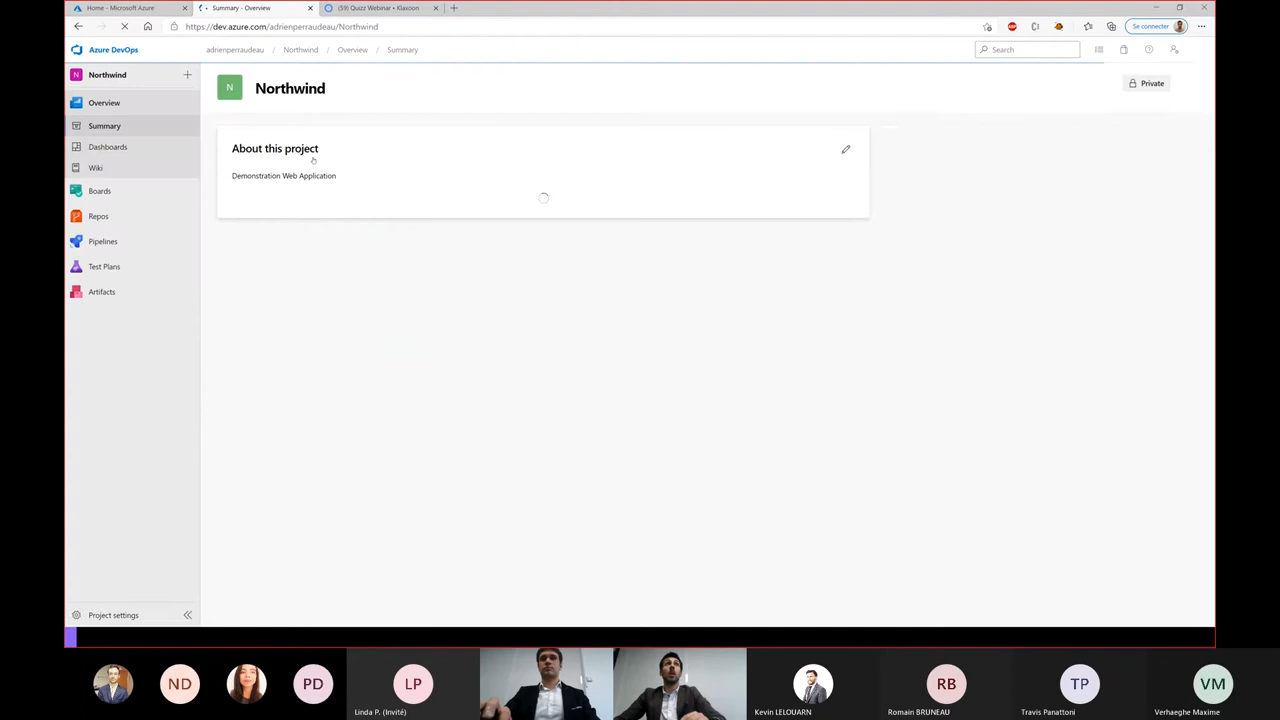 Home - Microsoft Azure
Summary - Overview
(59) Quizz Webinar • Klaxoon
https://dev.azure.com/adrienperraudeau/Northwind
Se connecter
Azure DevOps
adrienperraudeau / Northwind / Overview / Summary
Search
N Northwind
N Northwind
Private
Overview
Summary
Dashboards
Wiki
Boards
Repos
Pipelines
Test Plans
Artifacts
About this project
Demonstration Web Application
Project settings
ND
PD
LP
RB
TP
VM
Linda P. (Invité)
Kevin LELOUARN
Romain BRUNEAU
Travis Panattoni
Verhaeghe Maxime